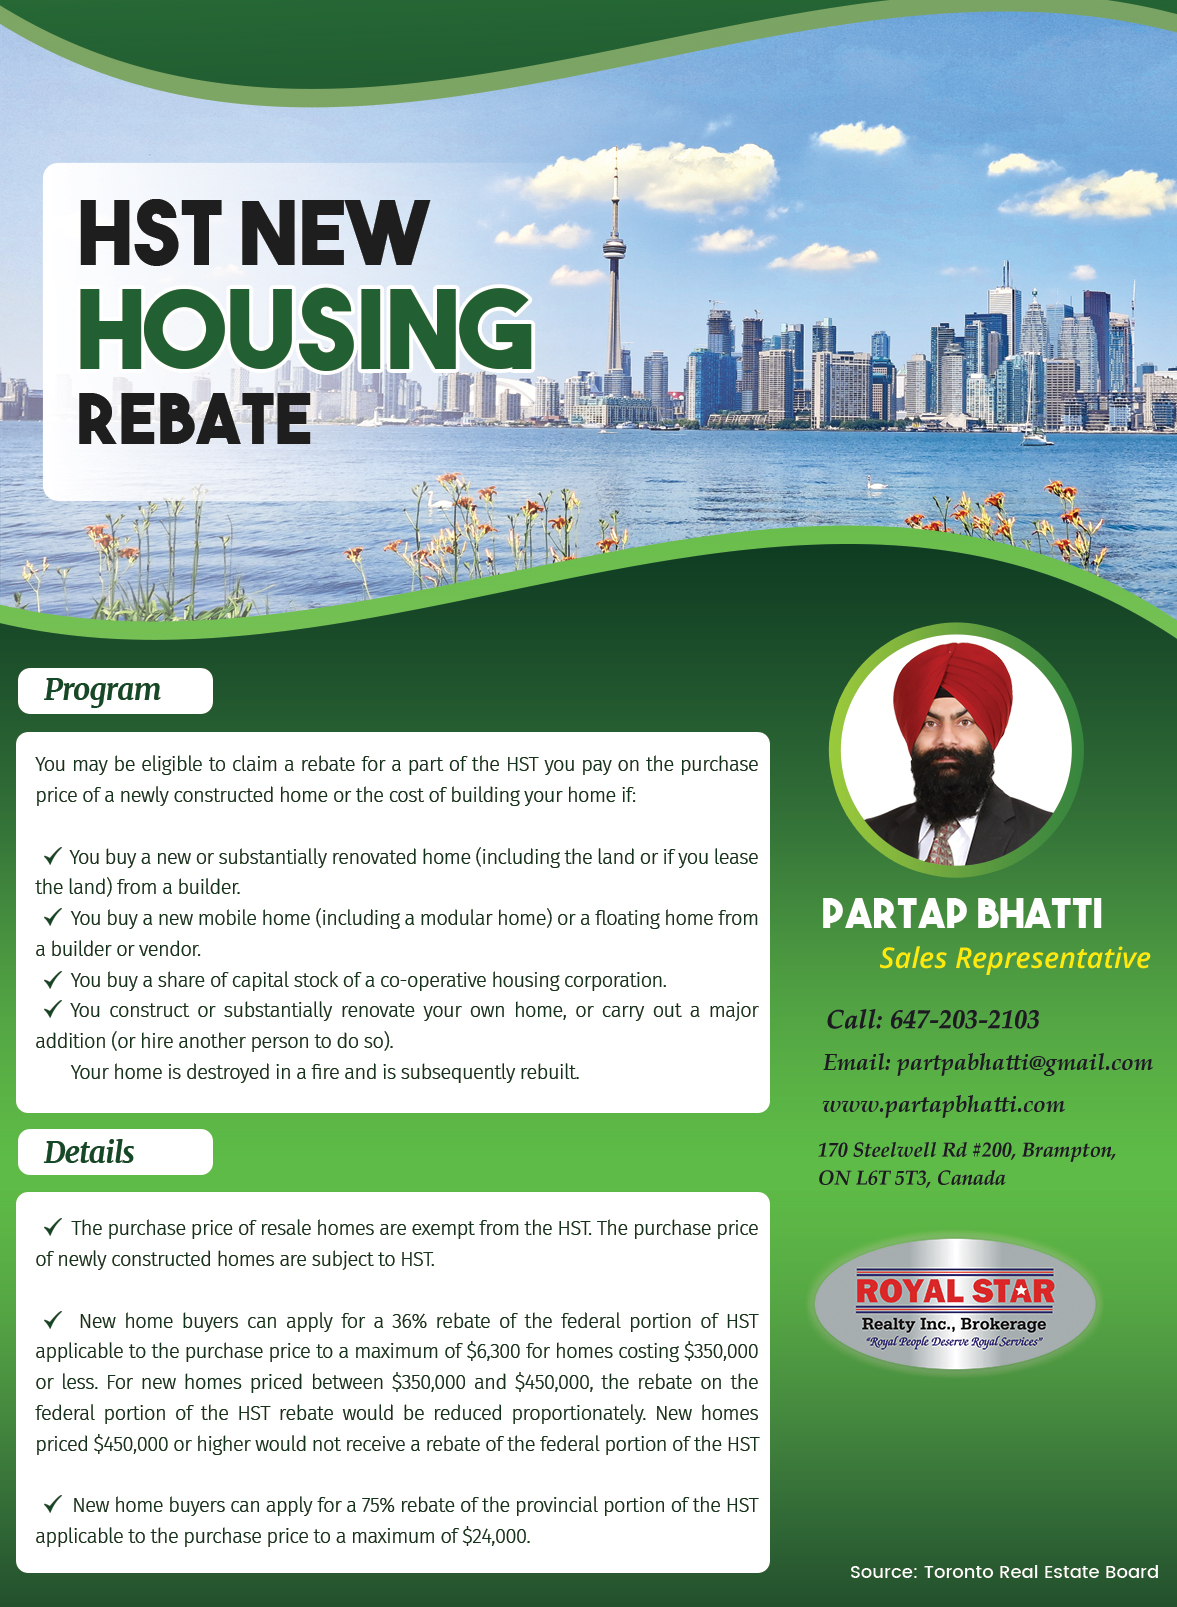 HST NEW
HOUSING
REBATE
Program
You may be eligible to claim a rebate for a part of the HST you pay on the purchase
price of a newly constructed home or the cost of building your home if:
✓ You buy a new or substantially renovated home (including the land or if you lease
the land) from a builder.
✓ You buy a new mobile home (including a modular home) or a floating home from
a builder or vendor.
✓ You buy a share of capital stock of a co-operative housing corporation.
✓ You construct or substantially renovate your own home, or carry out a major
addition (or hire another person to do so).
Your home is destroyed in a fire and is subsequently rebuilt.
Details
✓ The purchase price of resale homes are exempt from the HST. The purchase price
of newly constructed homes are subject to HST.
✓ New home buyers can apply for a 36% rebate of the federal portion of HST
applicable to the purchase price to a maximum of $6,300 for homes costing $350,000
or less. For new homes priced between $350,000 and $450,000, the rebate on the
federal portion of the HST rebate would be reduced proportionately. New homes
priced $450,000 or higher would not receive a rebate of the federal portion of the HST
✓ New home buyers can apply for a 75% rebate of the provincial portion of the HST
applicable to the purchase price to a maximum of $24,000.
PARTAP BHATTI
Sales Representative
Call: 647-203-2103
Email: partpabhatti@gmail.com
www.partapbhatti.com
170 Steelwell Rd #200, Brampton,
ON L6T 5T3, Canada
ROYAL STAR
Realty Inc., Brokerage
"Royal People Deserve Royal Services"
Source: Toronto Real Estate Board